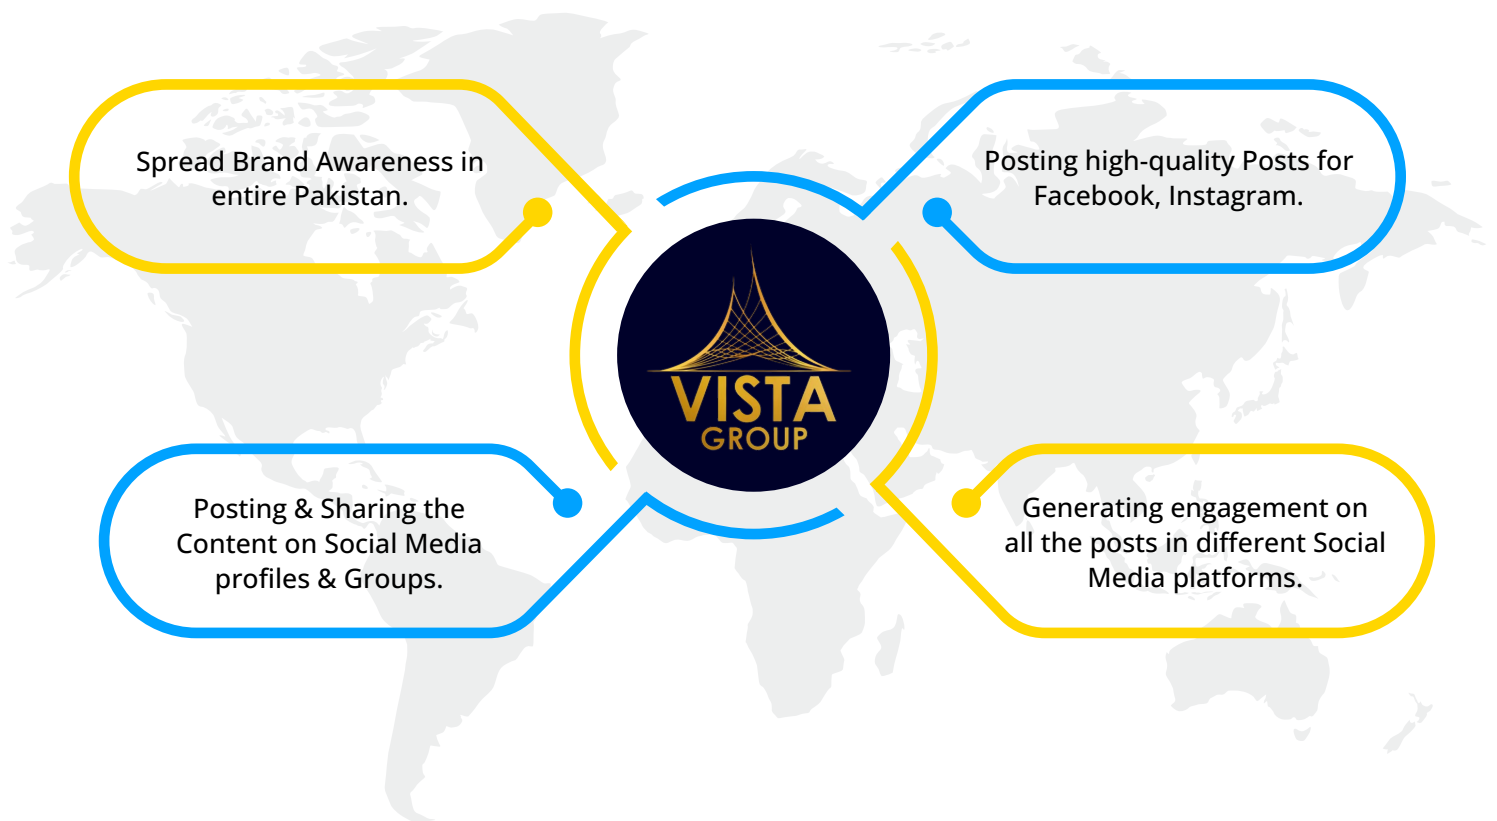 Spread Brand Awareness in
entire Pakistan.
Posting high-quality Posts for
Facebook, Instagram.
VISTA
GROUP
Posting & Sharing the
Content on Social Media
profiles & Groups.
Generating engagement on
all the posts in different Social
Media platforms.